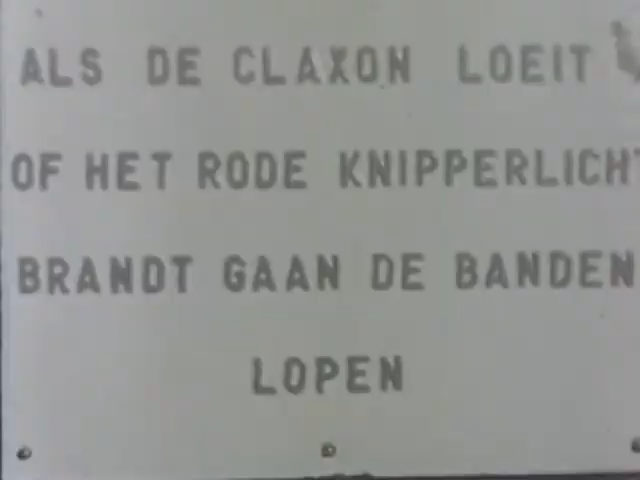 ALS DE CLAXON LOEIT
OF HET RODE KNIPPERLICHT
BRANDT GAAN DE BANDEN
LOPEN